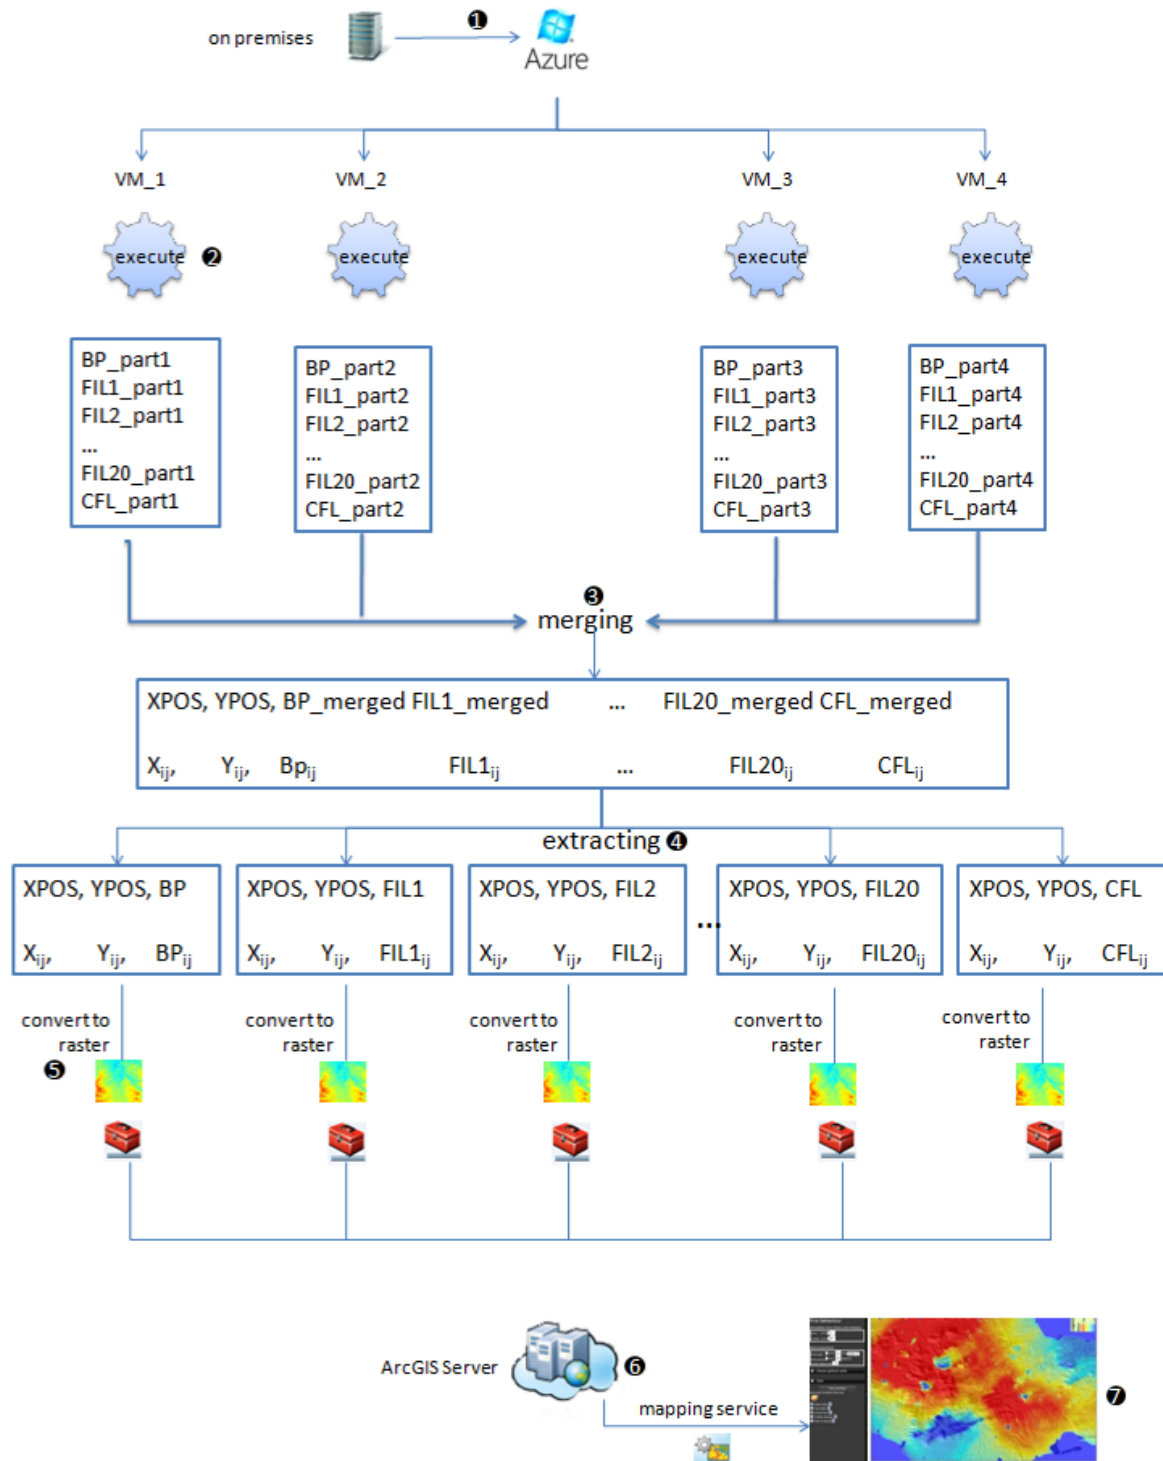 ❶
on premises
Azure
VM_1
VM_2
VM_3
VM_4
execute
❷
execute
execute
execute
BP_part1
FIL1_part1
FIL2_part1
...
FIL20_part1
CFL_part1
BP_part2
FIL1_part2
FIL2_part2
...
FIL20_part2
CFL_part2
BP_part3
FIL1_part3
FIL2_part3
...
FIL20_part3
CFL_part3
BP_part4
FIL1_part4
FIL2_part4
...
FIL20_part4
CFL_part4
❸
merging
XPOS, YPOS, BP_merged FIL1_merged ... FIL20_merged CFL_merged
Xij, Yij, Bpij FIL1ij ... FIL20ij CFLij
extracting ❹
XPOS, YPOS, BP
Xij, Yij, BPij
XPOS, YPOS, FIL1
Xij, Yij, FIL1ij
XPOS, YPOS, FIL2
Xij, Yij, FIL2ij
...
XPOS, YPOS, FIL20
Xij, Yij, FIL20ij
XPOS, YPOS, CFL
Xij, Yij, CFLij
convert to
raster
❺
convert to
raster
convert to
raster
convert to
raster
convert to
raster
ArcGIS Server
❻
mapping service
❼